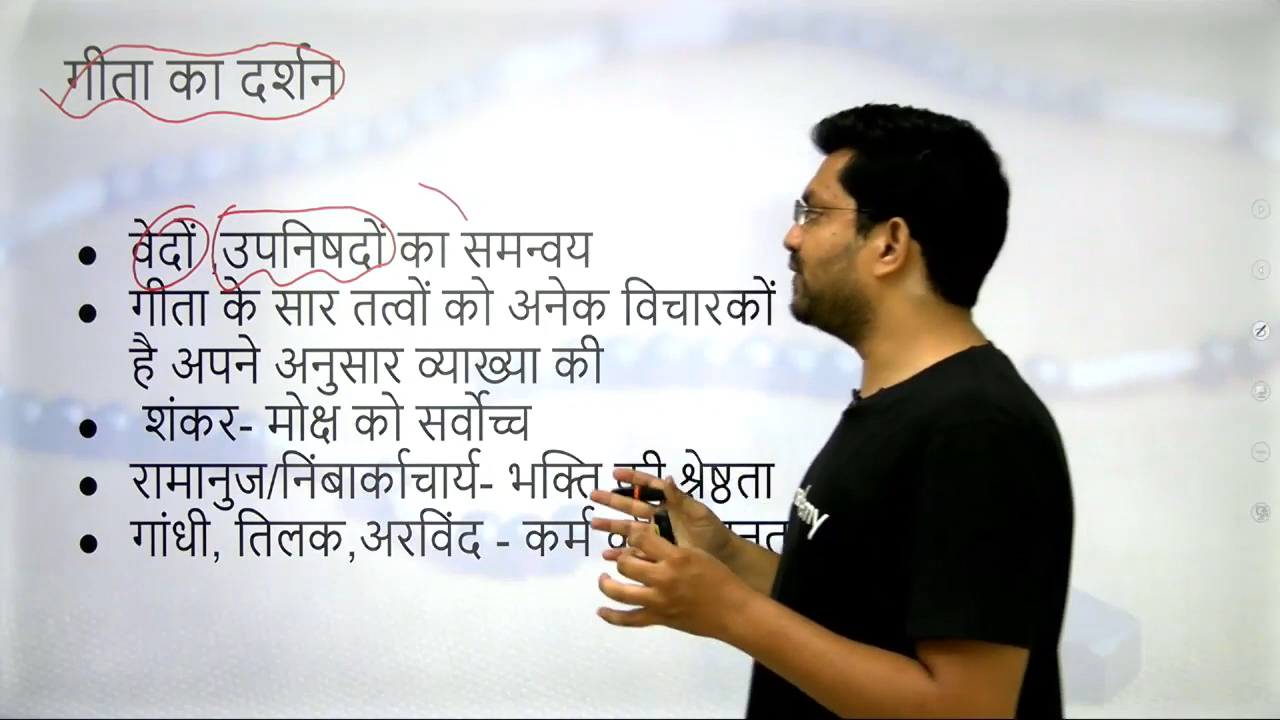 गीता का दर्शन
वेदों उपनिषदों का समन्वय
गीता के सार तत्वों को अनेक विचारकों
है अपने अनुसार व्याख्या की
शंकर- मोक्ष को सर्वोच्च
रामानुज/निंबार्काचार्य- भक्ति की श्रेष्ठता
गांधी, तिलक,अरविंद - कर्म